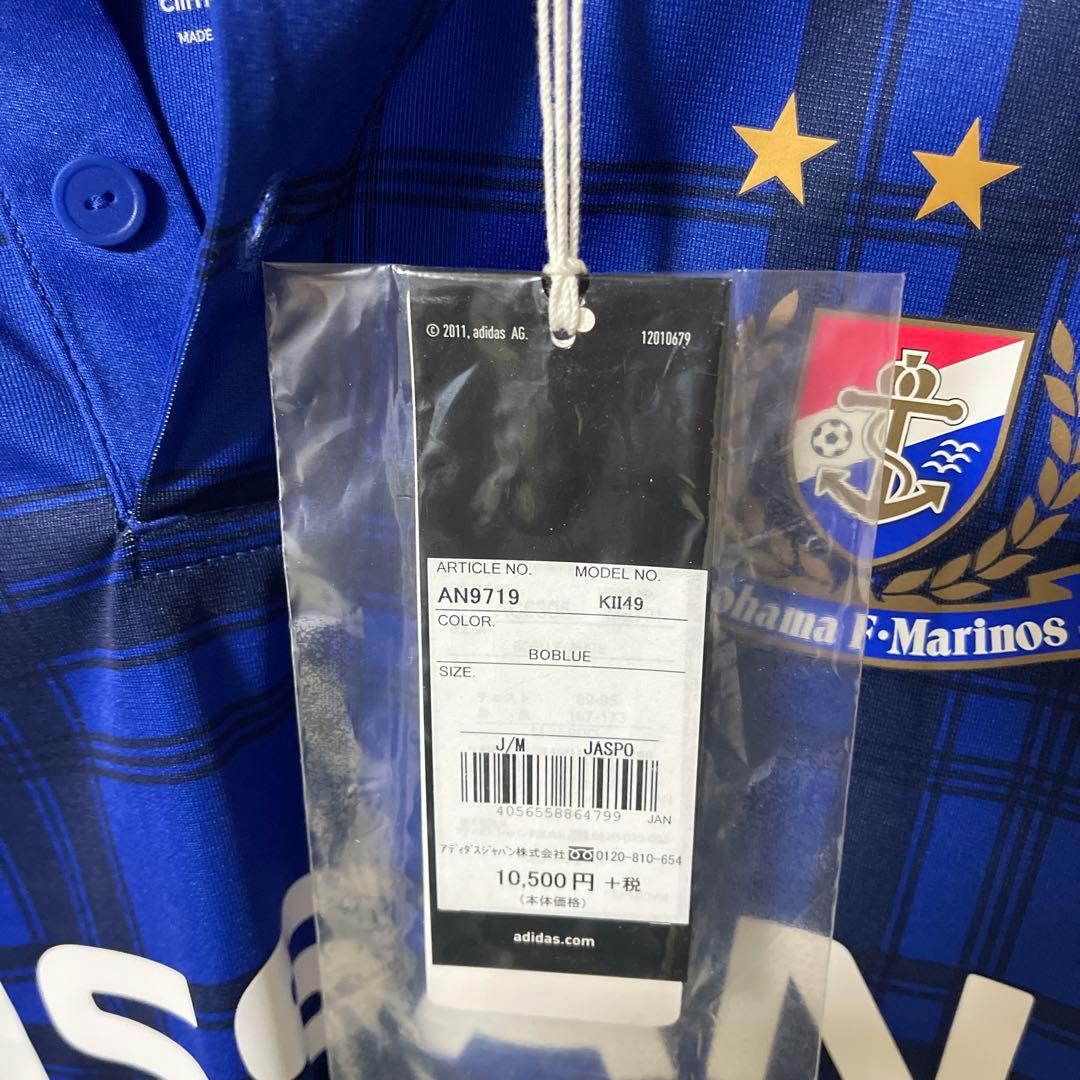 MADE
© 2011, adidas AG. 12010679
ARTICLE NO. MODEL NO.
AN9719 KII49
COLOR.
BOBLUE
SIZE.
J/M JASPO
4056558864799 JAN
アディダスジャパン株式会社 0120-810-654
10,500円 +税
(本体価格)
adidas.com
F·Marinos